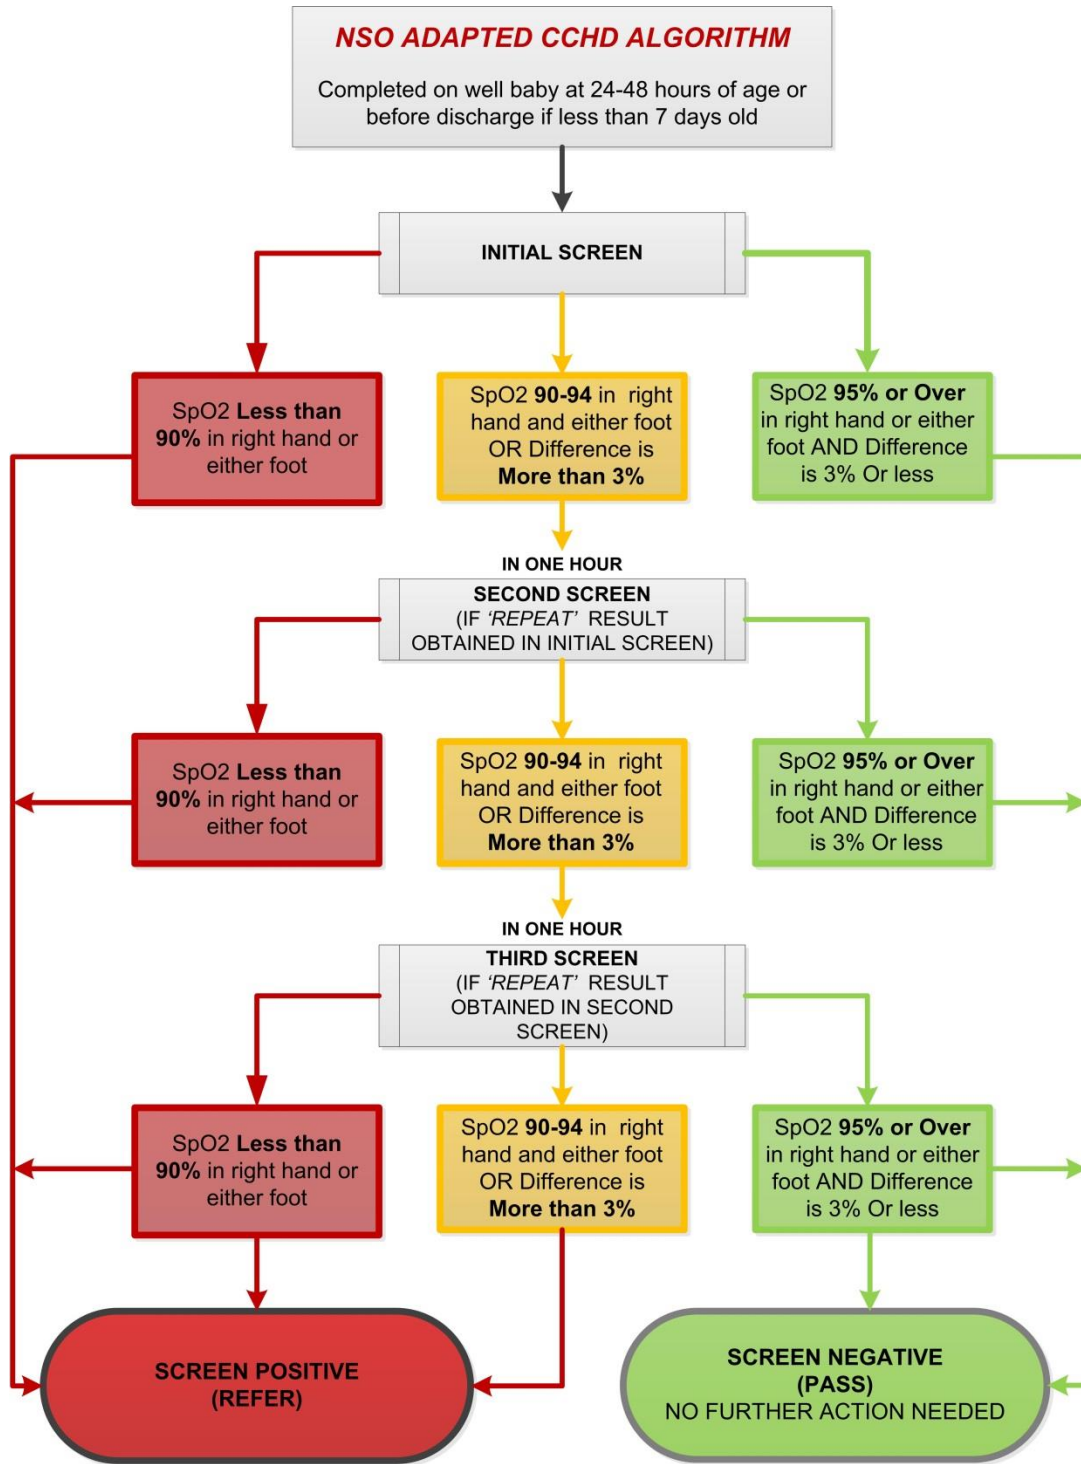 NSO ADAPTED CCHD ALGORITHM
Completed on well baby at 24-48 hours of age or
before discharge if less than 7 days old
INITIAL SCREEN
SpO2 Less than
90% in right hand or
either foot
SpO2 90-94 in right
hand and either foot
OR Difference is
More than 3%
SpO2 95% or Over
in right hand or either
foot AND Difference
is 3% Or less
IN ONE HOUR
SECOND SCREEN
(IF 'REPEAT' RESULT
OBTAINED IN INITIAL SCREEN)
SpO2 Less than
90% in right hand or
either foot
SpO2 90-94 in right
hand and either foot
OR Difference is
More than 3%
SpO2 95% or Over
in right hand or either
foot AND Difference
is 3% Or less
IN ONE HOUR
THIRD SCREEN
(IF 'REPEAT' RESULT
OBTAINED IN SECOND
SCREEN)
SpO2 Less than
90% in right hand or
either foot
SpO2 90-94 in right
hand and either foot
OR Difference is
More than 3%
SpO2 95% or Over
in right hand or either
foot AND Difference
is 3% Or less
SCREEN POSITIVE
(REFER)
SCREEN NEGATIVE
(PASS)
NO FURTHER ACTION NEEDED